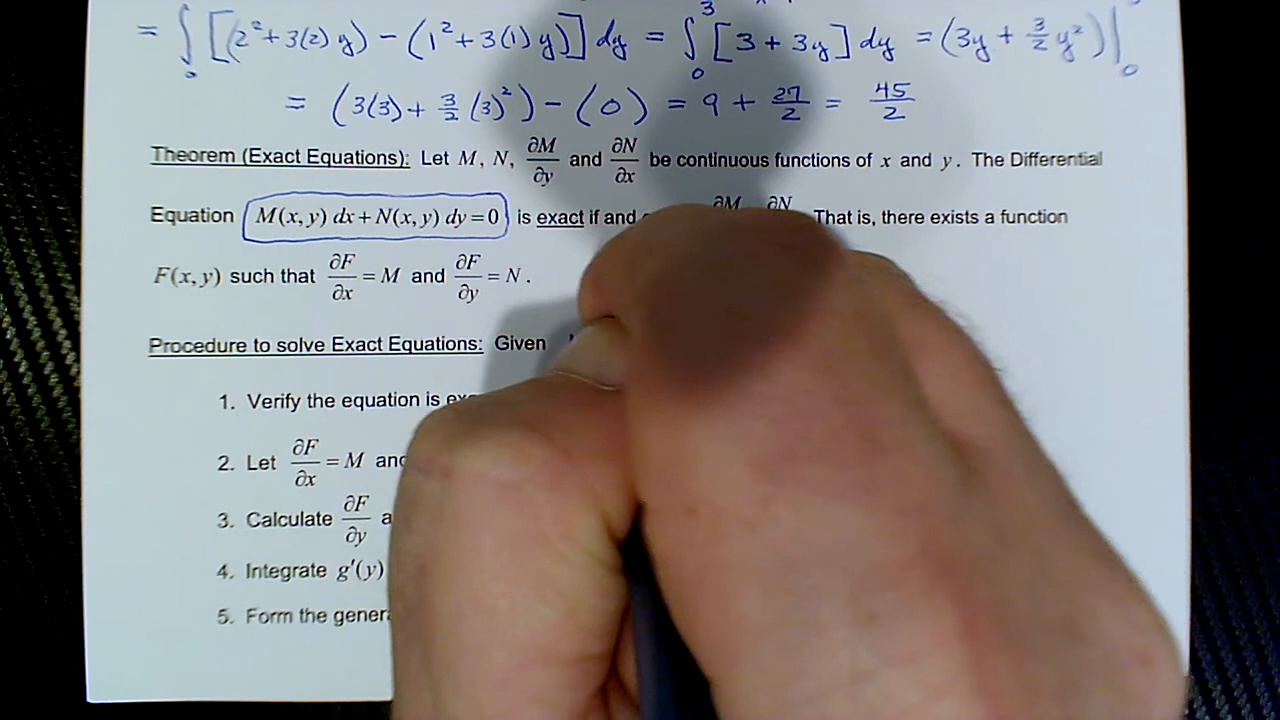 = ∫₀ [(2² + 3(2)y) − (1² + 3(1)y)] dy = ∫₀³ [3 + 3y] dy = (3y + 3/2 y²)|₀
= (3(3) + 3/2 (3)²) − (0) = 9 + 27/2 = 45/2
Theorem (Exact Equations): Let M, N, ∂M/∂y and ∂N/∂x be continuous functions of x and y. The Differential
Equation M(x, y) dx + N(x, y) dy = 0 is exact if and ∂M ∂N That is, there exists a function
F(x, y) such that ∂F/∂x = M and ∂F/∂y = N.
Procedure to solve Exact Equations: Given
1. Verify the equation is
2. Let ∂F/∂x = M and
3. Calculate ∂F/∂y
4. Integrate g′(y)
5. Form the